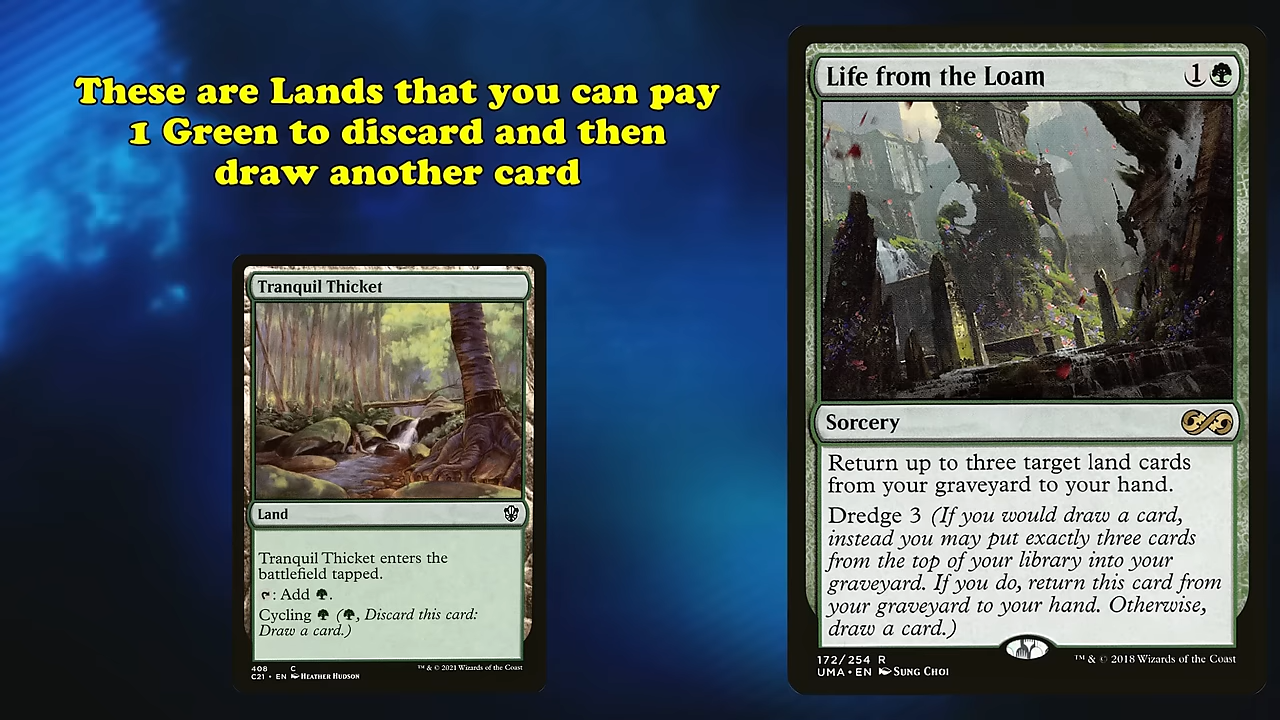 These are Lands that you can pay
1 Green to discard and then
draw another card
Tranquil Thicket
Land
Tranquil Thicket enters the
battlefield tapped.
: Add .
Cycling  (, Discard this card:
Draw a card.)
408 C
C21 • EN HEATHER HUDSON
™ & © 2021 Wizards of the Coast
Life from the Loam
1
Sorcery
Return up to three target land cards
from your graveyard to your hand.
Dredge 3 (If you would draw a card,
instead you may put exactly three cards
from the top of your library into your
graveyard. If you do, return this card from
your graveyard to your hand. Otherwise,
draw a card.)
172/254 R
UMA • EN SUNG CHOI
™ & © 2018 Wizards of the Coast